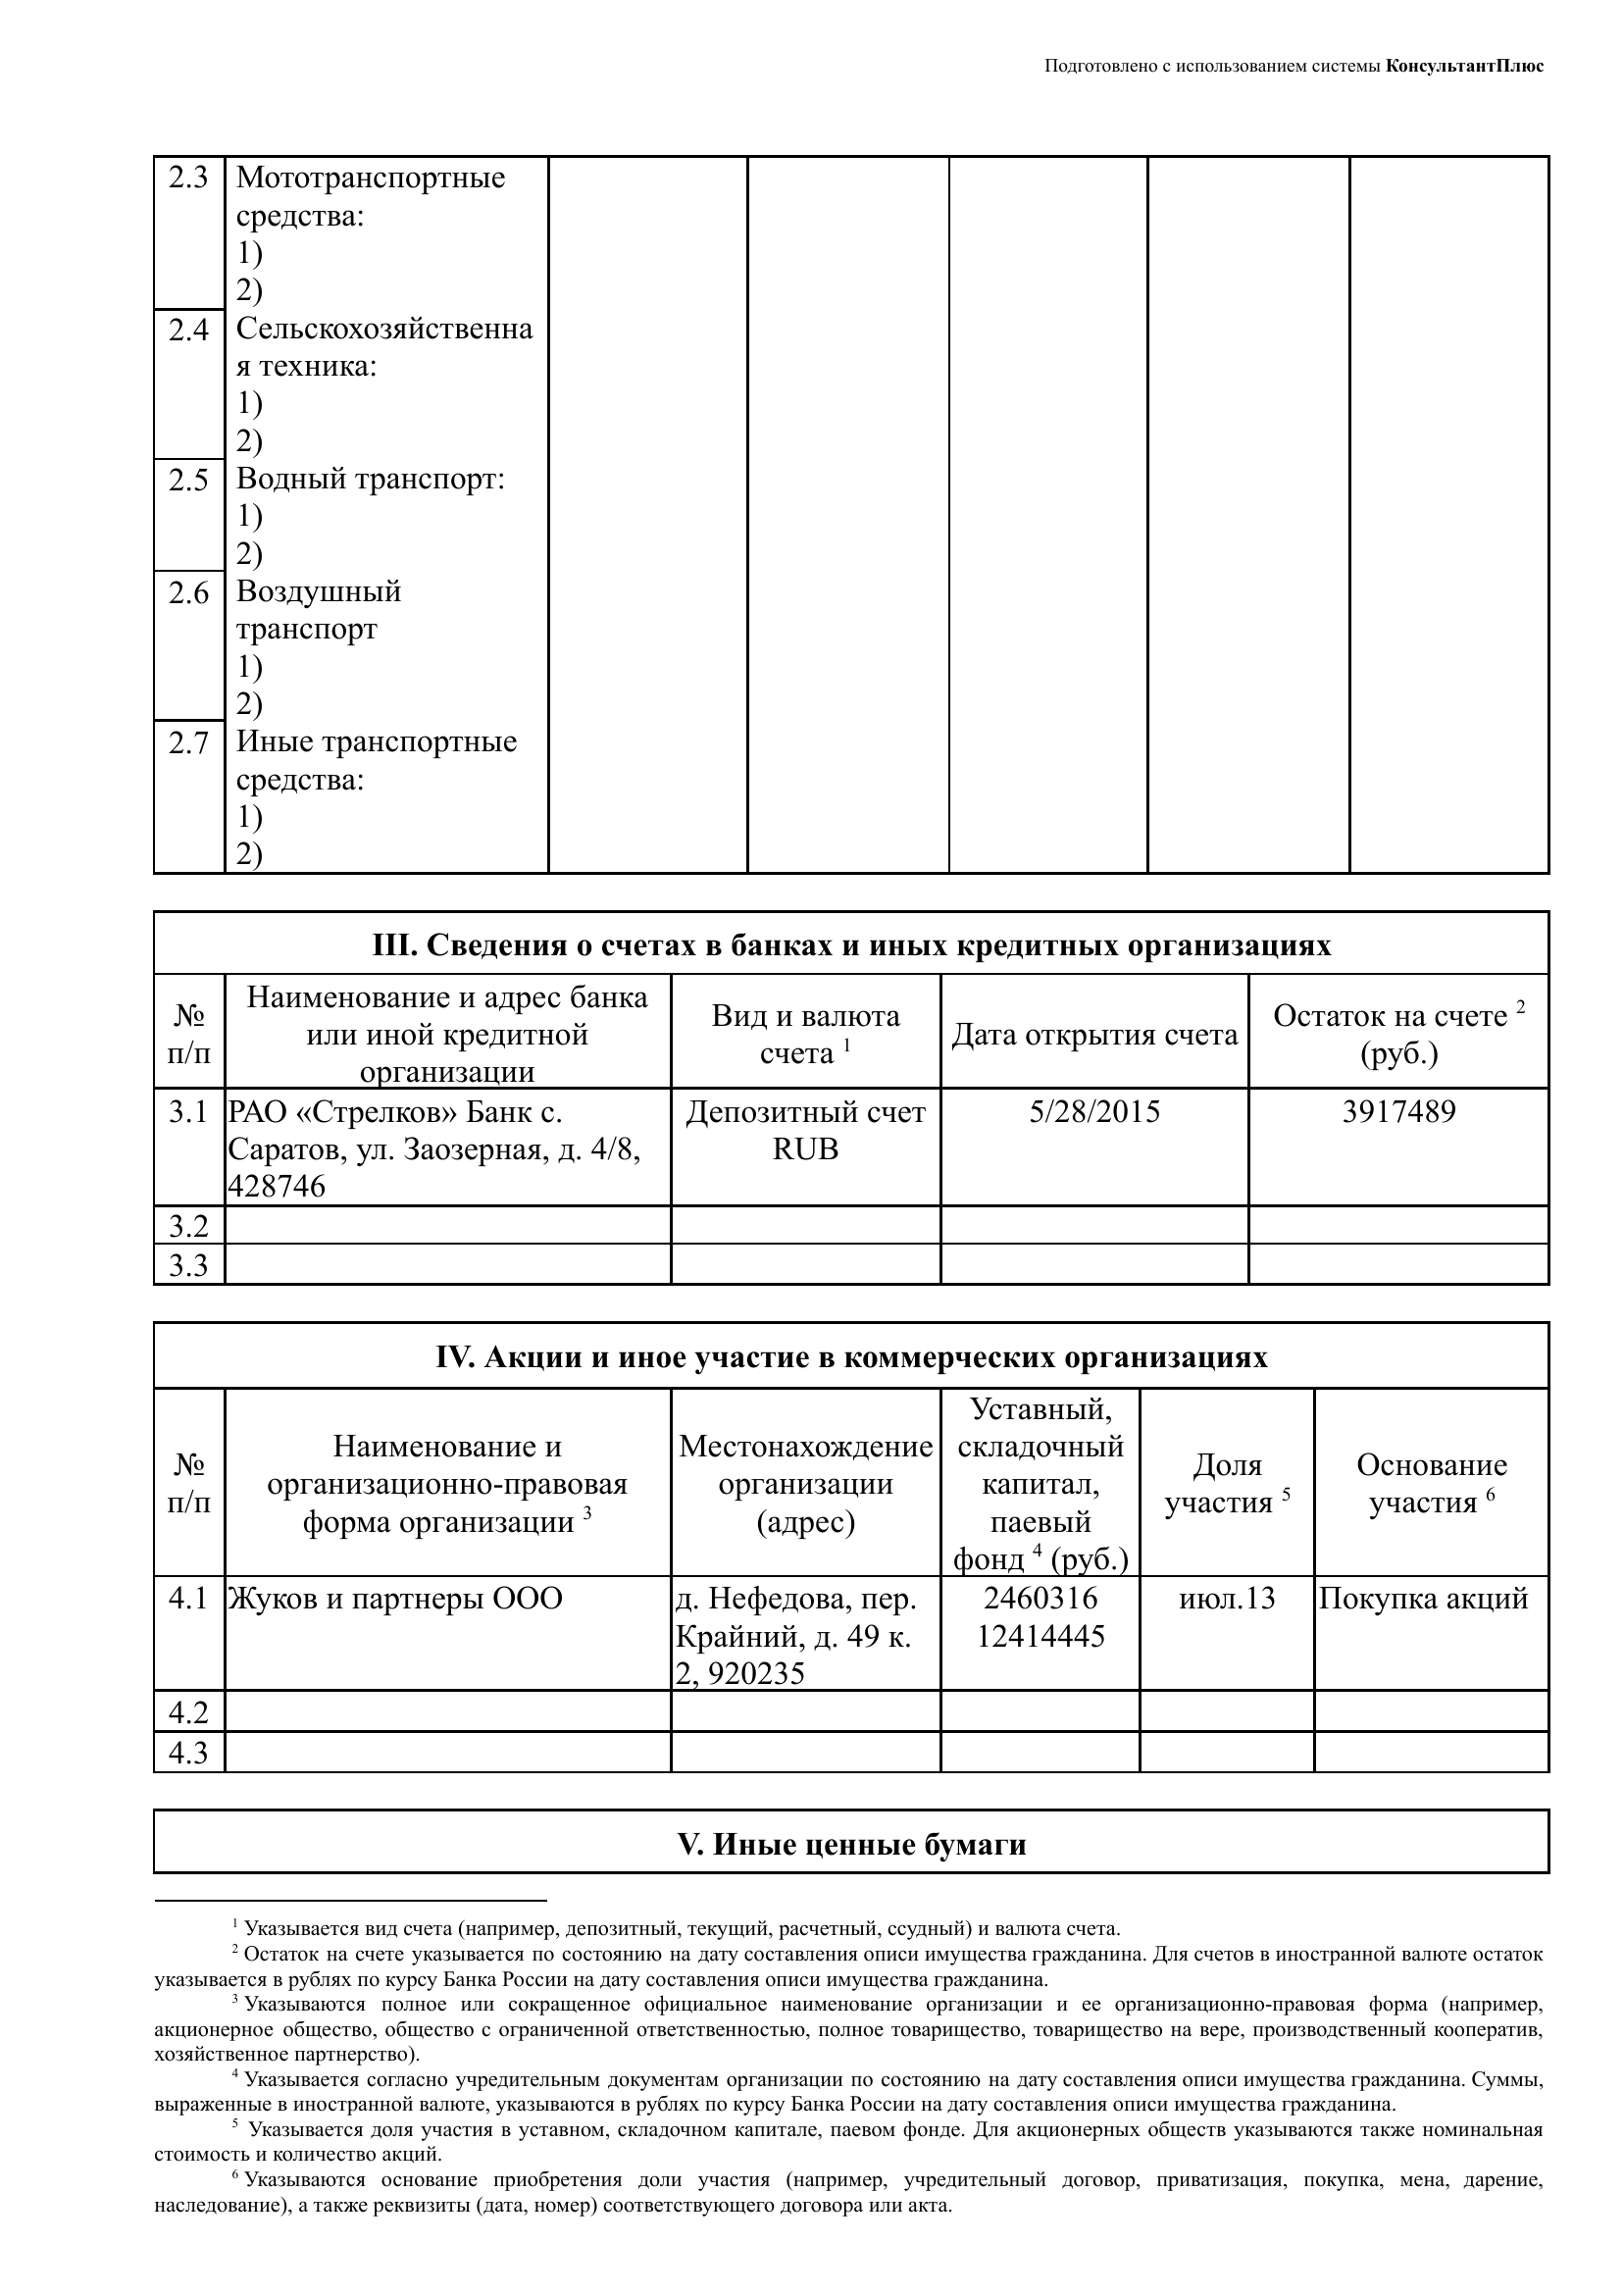 Подготовлено с использованием системы КонсультантПлюс
2.3 Мототранспортные
средства:
1)
2)
2.4 Сельскохозяйственна
я техника:
1)
2)
2.5 Водный транспорт:
1)
2)
2.6 Воздушный
транспорт
1)
2)
2.7 Иные транспортные
средства:
1)
2)
III. Сведения о счетах в банках и иных кредитных организациях
№
п/п
Наименование и адрес банка
или иной кредитной
организации
Вид и валюта
счета 1
Дата открытия счета
Остаток на счете 2
(руб.)
3.1
РАО «Стрелков» Банк с.
Саратов, ул. Заозерная, д. 4/8,
428746
Депозитный счет
RUB
5/28/2015
3917489
3.2
3.3
IV. Акции и иное участие в коммерческих организациях
№
п/п
Наименование и
организационно-правовая
форма организации 3
Местонахождение
организации
(адрес)
Уставный,
складочный
капитал,
паевый
фонд 4 (руб.)
Доля
участия 5
Основание
участия 6
4.1
Жуков и партнеры ООО
д. Нефедова, пер.
Крайний, д. 49 к.
2, 920235
2460316
12414445
июл.13
Покупка акций
4.2
4.3
V. Иные ценные бумаги
1 Указывается вид счета (например, депозитный, текущий, расчетный, ссудный) и валюта счета.
2 Остаток на счете указывается по состоянию на дату составления описи имущества гражданина. Для счетов в иностранной валюте остаток
указывается в рублях по курсу Банка России на дату составления описи имущества гражданина.
3 Указываются полное или сокращенное официальное наименование организации и ее организационно-правовая форма (например,
акционерное общество, общество с ограниченной ответственностью, полное товарищество, товарищество на вере, производственный кооператив,
хозяйственное партнерство).
4 Указывается согласно учредительным документам организации по состоянию на дату составления описи имущества гражданина. Суммы,
выраженные в иностранной валюте, указываются в рублях по курсу Банка России на дату составления описи имущества гражданина.
5 Указывается доля участия в уставном, складочном капитале, паевом фонде. Для акционерных обществ указываются также номинальная
стоимость и количество акций.
6 Указываются основание приобретения доли участия (например, учредительный договор, приватизация, покупка, мена, дарение,
наследование), а также реквизиты (дата, номер) соответствующего договора или акта.